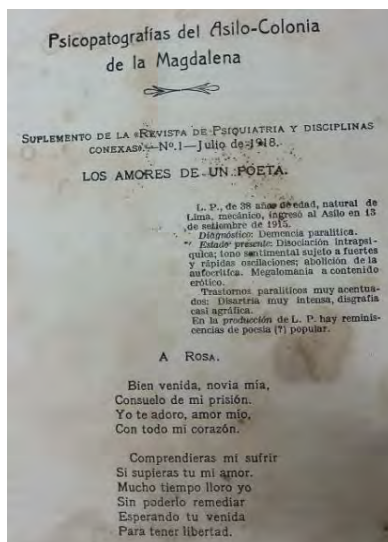 Psicopatografías del Asilo-Colonia
de la Magdalena
SUPLEMENTO DE LA «REVISTA DE PSIQUIATRIA Y DISCIPLINAS
CONEXAS».—No. 1—Julio de 1918.
LOS AMORES DE UN POETA.
L. P., de 38 años de edad, natural de
Lima, mecánico, ingresó al Asilo en 13
de setiembre de 1915.
Diagnóstico: Demencia paralítica.
Estado presente: Disociación intrapsí-
quica; tono sentimental sujeto a fuertes
y rápidas oscilaciones; abolición de la
autocrítica. Megalomania a contenido
erótico.
Trastornos paralíticos muy acentua-
dos: Disartria muy intensa, disgrafia
casi agráfica.
En la producción de L. P. hay reminis-
cencias de poesía (?) popular.
A ROSA.
Bien venida, novia mía,
Consuelo de mi prisión.
Yo te adoro, amor mío,
Con todo mi corazón.
Comprendieras mi sufrir
Si supieras tu mi amor.
Mucho tiempo lloro yo
Sin poderlo remediar
Esperando tu venida
Para tener libertad.